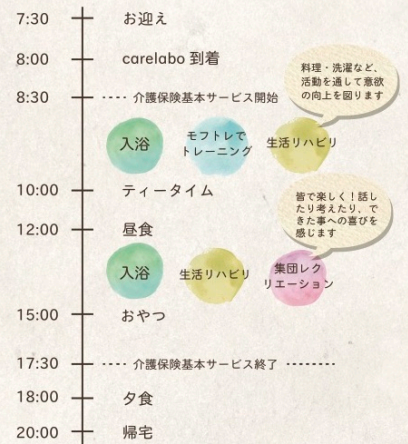 7:30 お迎え
8:00 carelabo 到着
料理・洗濯など、
活動を通して意欲
の向上を図ります
8:30 介護保険基本サービス開始
入浴
モフトレで
トレーニング
生活リハビリ
10:00 ティータイム
皆で楽しく！話し
たり考えたり、で
きた事への喜びを
感じます
12:00 昼食
入浴
生活リハビリ
集団レク
リエーション
15:00 おやつ
17:30 介護保険基本サービス終了
18:00 夕食
20:00 帰宅